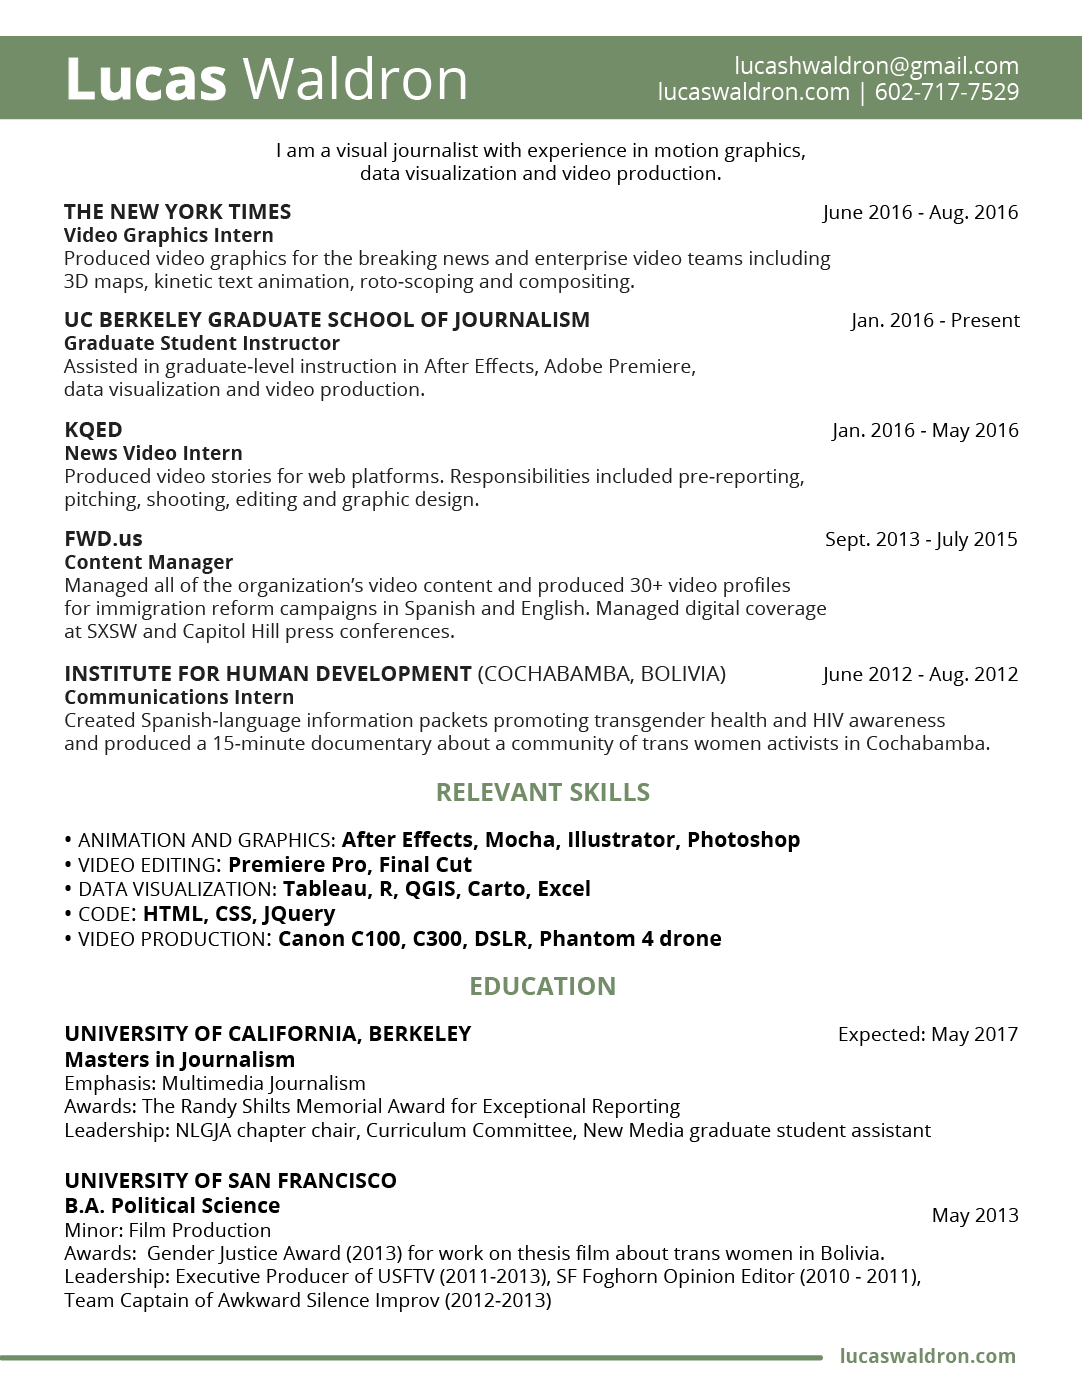 Lucas Waldron
lucashwaldron@gmail.com
lucaswaldron.com | 602-717-7529
I am a visual journalist with experience in motion graphics,
data visualization and video production.
THE NEW YORK TIMES June 2016 - Aug. 2016
Video Graphics Intern
Produced video graphics for the breaking news and enterprise video teams including
3D maps, kinetic text animation, roto-scoping and compositing.
UC BERKELEY GRADUATE SCHOOL OF JOURNALISM Jan. 2016 - Present
Graduate Student Instructor
Assisted in graduate-level instruction in After Effects, Adobe Premiere,
data visualization and video production.
KQED Jan. 2016 - May 2016
News Video Intern
Produced video stories for web platforms. Responsibilities included pre-reporting,
pitching, shooting, editing and graphic design.
FWD.us Sept. 2013 - July 2015
Content Manager
Managed all of the organization's video content and produced 30+ video profiles
for immigration reform campaigns in Spanish and English. Managed digital coverage
at SXSW and Capitol Hill press conferences.
INSTITUTE FOR HUMAN DEVELOPMENT (COCHABAMBA, BOLIVIA) June 2012 - Aug. 2012
Communications Intern
Created Spanish-language information packets promoting transgender health and HIV awareness
and produced a 15-minute documentary about a community of trans women activists in Cochabamba.
RELEVANT SKILLS
• ANIMATION AND GRAPHICS: After Effects, Mocha, Illustrator, Photoshop
• VIDEO EDITING: Premiere Pro, Final Cut
• DATA VISUALIZATION: Tableau, R, QGIS, Carto, Excel
• CODE: HTML, CSS, JQuery
• VIDEO PRODUCTION: Canon C100, C300, DSLR, Phantom 4 drone
EDUCATION
UNIVERSITY OF CALIFORNIA, BERKELEY Expected: May 2017
Masters in Journalism
Emphasis: Multimedia Journalism
Awards: The Randy Shilts Memorial Award for Exceptional Reporting
Leadership: NLGJA chapter chair, Curriculum Committee, New Media graduate student assistant
UNIVERSITY OF SAN FRANCISCO
B.A. Political Science
May 2013
Minor: Film Production
Awards:  Gender Justice Award (2013) for work on thesis film about trans women in Bolivia.
Leadership: Executive Producer of USFTV (2011-2013), SF Foghorn Opinion Editor (2010 - 2011),
Team Captain of Awkward Silence Improv (2012-2013)
lucaswaldron.com